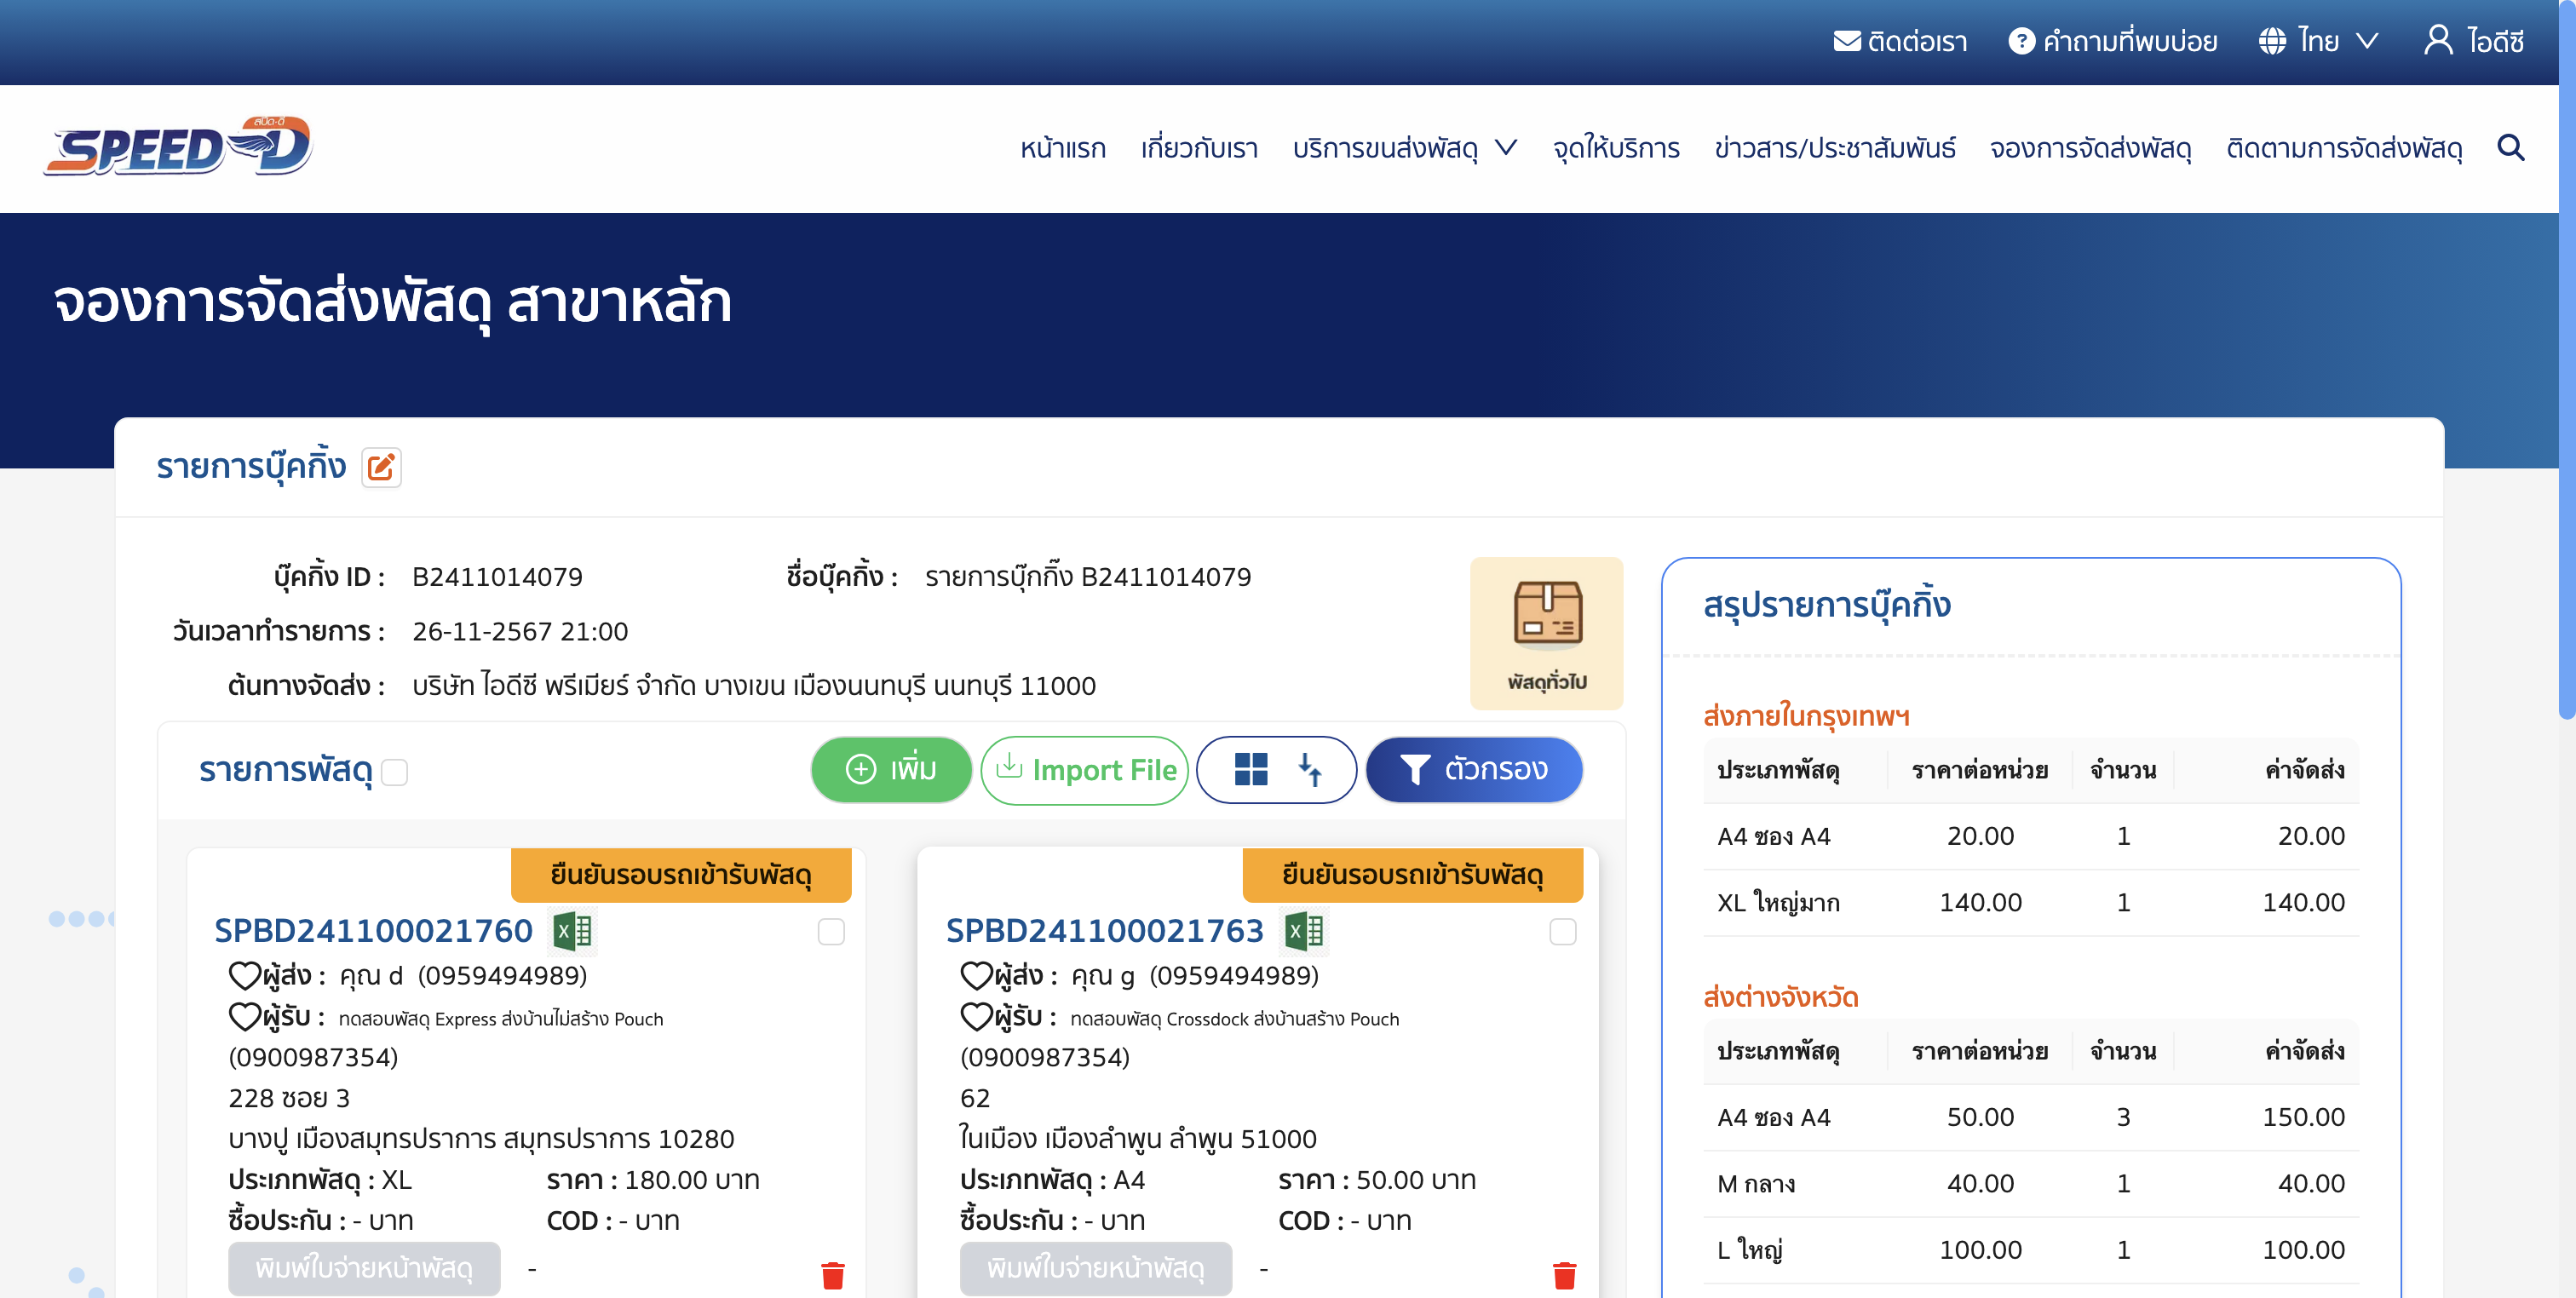 ติดต่อเรา คำถามที่พบบ่อย ไทย ไอดีซี
สปีด-ดี
SPEED-D
หน้าแรก เกี่ยวกับเรา บริการขนส่งพัสดุ จุดให้บริการ ข่าวสาร/ประชาสัมพันธ์ จองการจัดส่งพัสดุ ติดตามการจัดส่งพัสดุ
จองการจัดส่งพัสดุ สาขาหลัก
รายการบุ๊คกิ้ง
บุ๊คกิ้ง ID : B2411014079 ชื่อบุ๊คกิ้ง : รายการบุ๊กกิ๊ง B2411014079
วันเวลาทำรายการ : 26-11-2567 21:00
ต้นทางจัดส่ง : บริษัท ไอดีซี พรีเมียร์ จำกัด บางเขน เมืองนนทบุรี นนทบุรี 11000
พัสดุทั่วไป
รายการพัสดุ เพิ่ม Import File ตัวกรอง
ยืนยันรอบรถเข้ารับพัสดุ
SPBD241100021760
ผู้ส่ง : คุณ d (0959494989)
ผู้รับ : ทดสอบพัสดุ Express ส่งบ้านไม่สร้าง Pouch
(0900987354)
228 ซอย 3
บางปู เมืองสมุทรปราการ สมุทรปราการ 10280
ประเภทพัสดุ : XL ราคา : 180.00 บาท
ซื้อประกัน : - บาท COD : - บาท
พิมพ์ใบจ่ายหน้าพัสดุ -
ยืนยันรอบรถเข้ารับพัสดุ
SPBD241100021763
ผู้ส่ง : คุณ g (0959494989)
ผู้รับ : ทดสอบพัสดุ Crossdock ส่งบ้านสร้าง Pouch
(0900987354)
62
ในเมือง เมืองลำพูน ลำพูน 51000
ประเภทพัสดุ : A4 ราคา : 50.00 บาท
ซื้อประกัน : - บาท COD : - บาท
พิมพ์ใบจ่ายหน้าพัสดุ -
สรุปรายการบุ๊คกิ้ง
ส่งภายในกรุงเทพฯ
ประเภทพัสดุ ราคาต่อหน่วย จำนวน ค่าจัดส่ง
A4 ซอง A4 20.00 1 20.00
XL ใหญ่มาก 140.00 1 140.00
ส่งต่างจังหวัด
ประเภทพัสดุ ราคาต่อหน่วย จำนวน ค่าจัดส่ง
A4 ซอง A4 50.00 3 150.00
M กลาง 40.00 1 40.00
L ใหญ่ 100.00 1 100.00